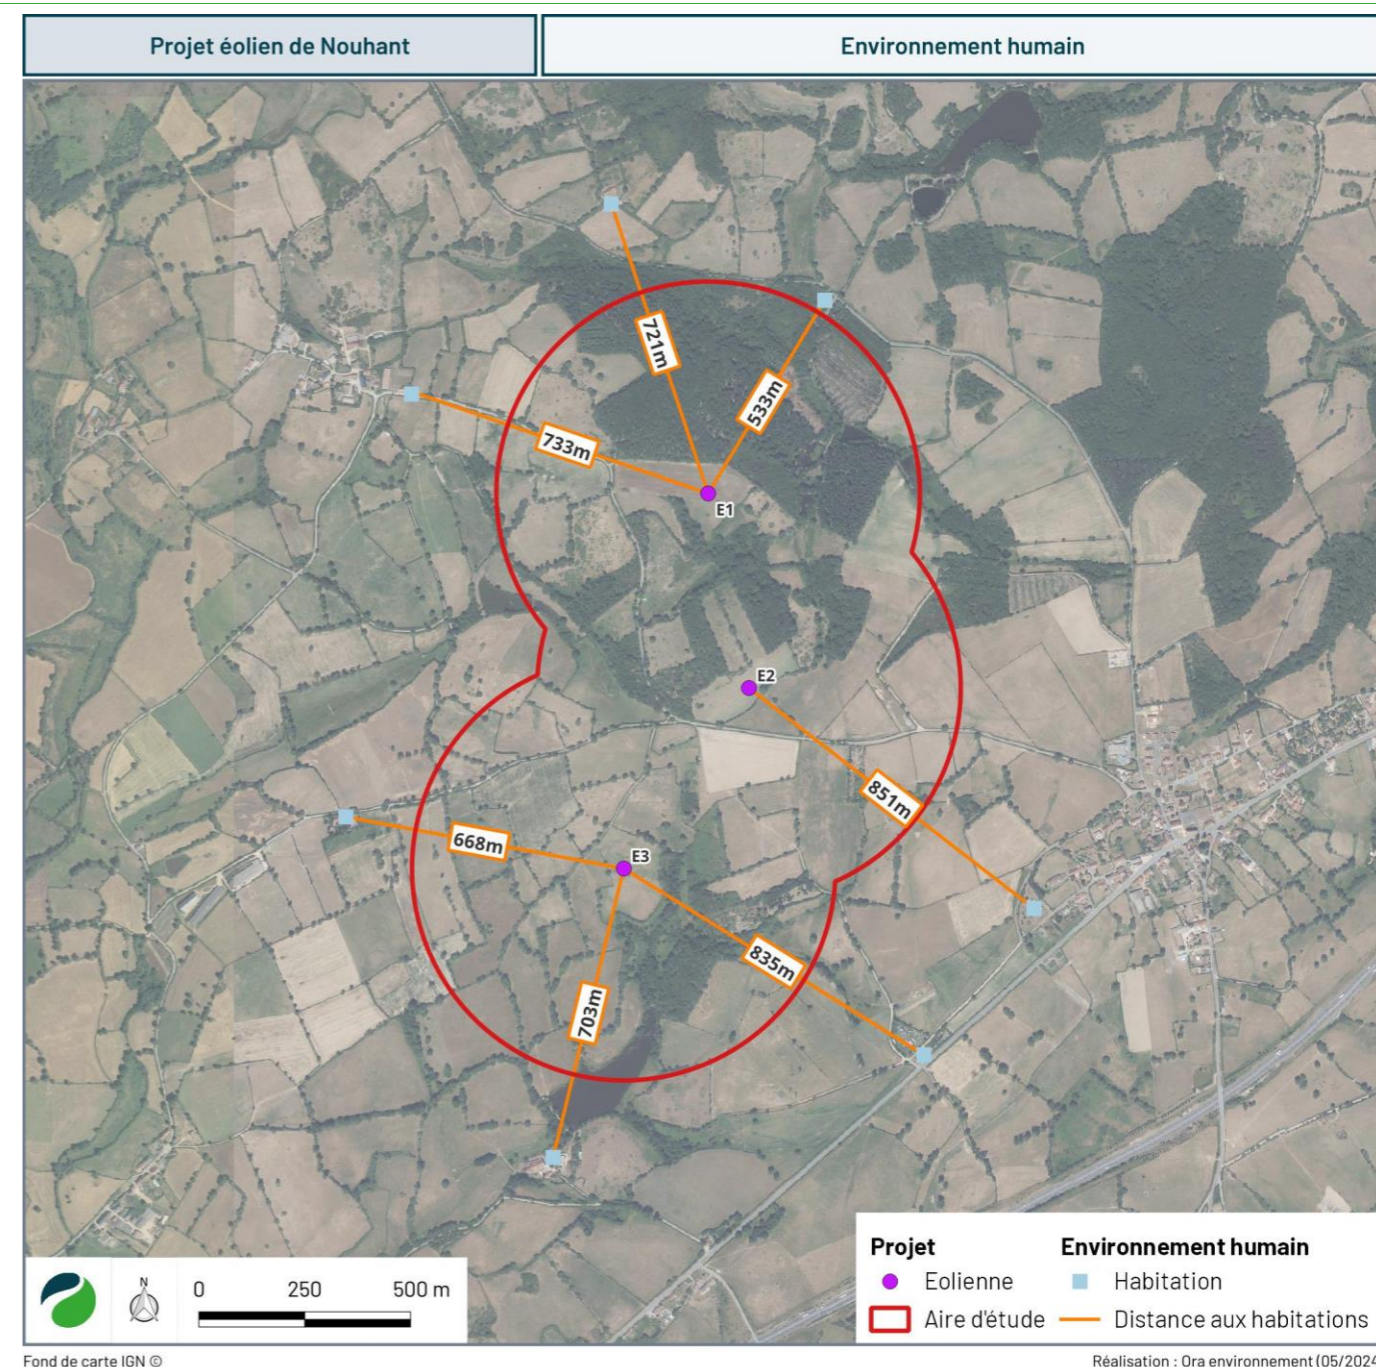 Projet éolien de Nouhant
Environnement humain
721m
533m
733m
E1
E2
851m
668m
E3
835m
703m
N
0 250 500 m
Projet
Eolienne
Aire d'étude
Environnement humain
Habitation
Distance aux habitations
Fond de carte IGN ©
Réalisation : Ora environnement (05/2024